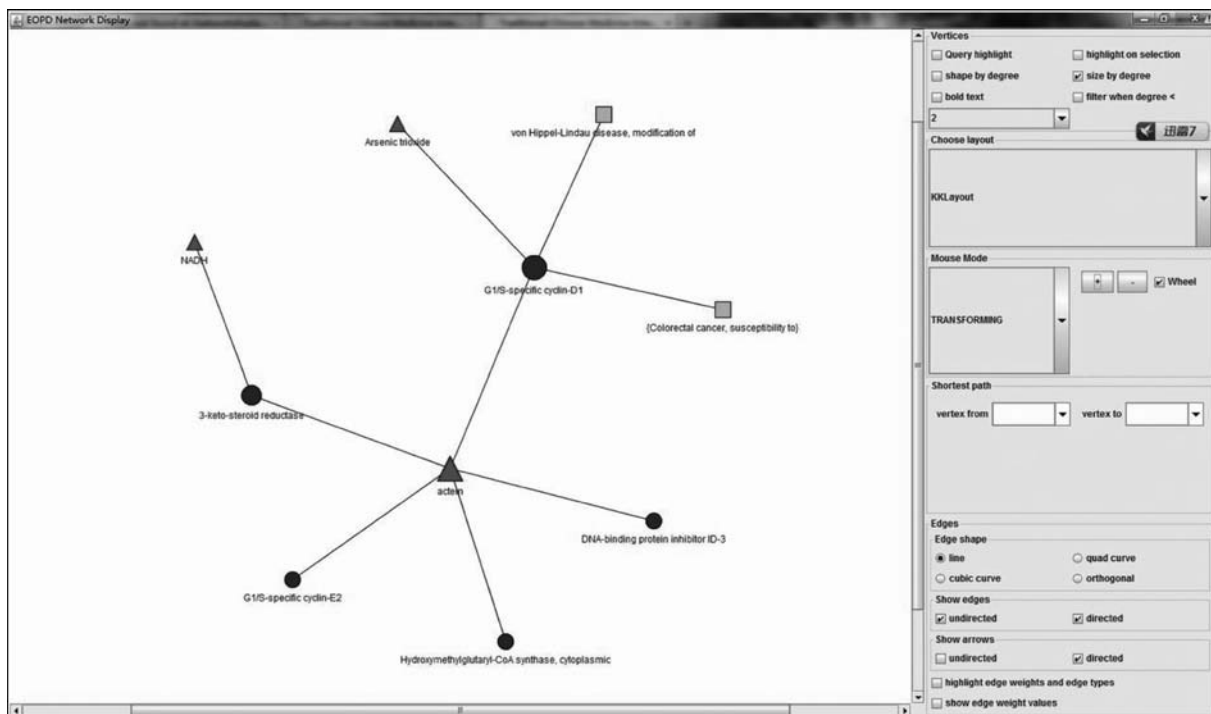 EOPD Network Display
Arsenic trioxide
von Hippel-Lindau disease, modification of
NADH
G1/S-specific cyclin-D1
{Colorectal cancer, susceptibility to}
3-keto-steroid reductase
actein
DNA-binding protein inhibitor ID-3
G1/S-specific cyclin-E2
Hydroxymethylglutaryl-CoA synthase, cytoplasmic
Vertices
Query highlight
highlight on selection
shape by degree
size by degree
bold text
filter when degree <
2
迅雷7
Choose layout
KKLayout
Mouse Mode
+
-
Wheel
TRANSFORMING
Shortest path
vertex from
vertex to
Edges
Edge shape
line
quad curve
cubic curve
orthogonal
Show edges
undirected
directed
Show arrows
undirected
directed
highlight edge weights and edge types
show edge weight values